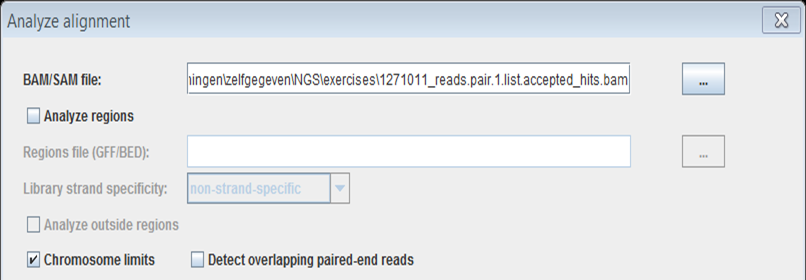 Analyze alignment
BAM/SAM file: ningen\zelfgegeven\NGS\exercises\1271011_reads.pair.1.list.accepted_hits.bam ...
Analyze regions
Regions file (GFF/BED): ...
Library strand specificity: non-strand-specific
Analyze outside regions
Chromosome limits Detect overlapping paired-end reads